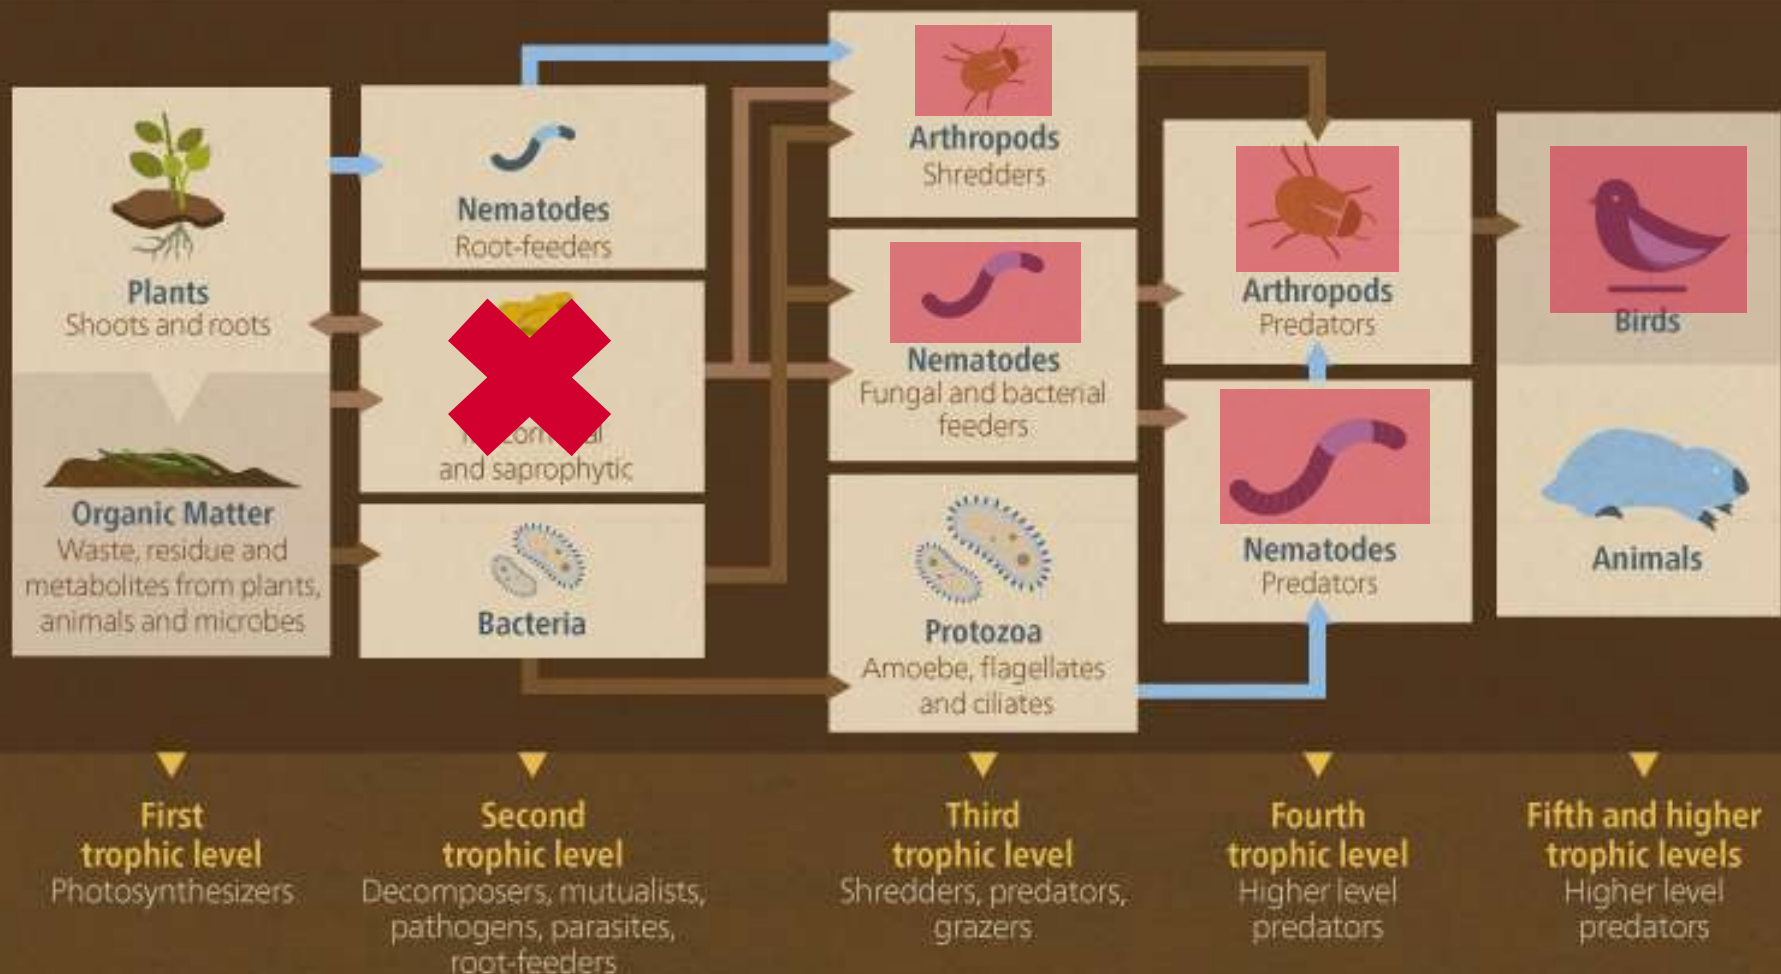 Plants
Shoots and roots
Organic Matter
Waste, residue and
metabolites from plants,
animals and microbes
Nematodes
Root-feeders
and saprophytic
Bacteria
Arthropods
Shredders
Nematodes
Fungal and bacterial
feeders
Protozoa
Amoebe, flagellates
and ciliates
Arthropods
Predators
Nematodes
Predators
Birds
Animals
First
trophic level
Photosynthesizers
Second
trophic level
Decomposers, mutualists,
pathogens, parasites,
root-feeders
Third
trophic level
Shredders, predators,
grazers
Fourth
trophic level
Higher level
predators
Fifth and higher
trophic levels
Higher level
predators